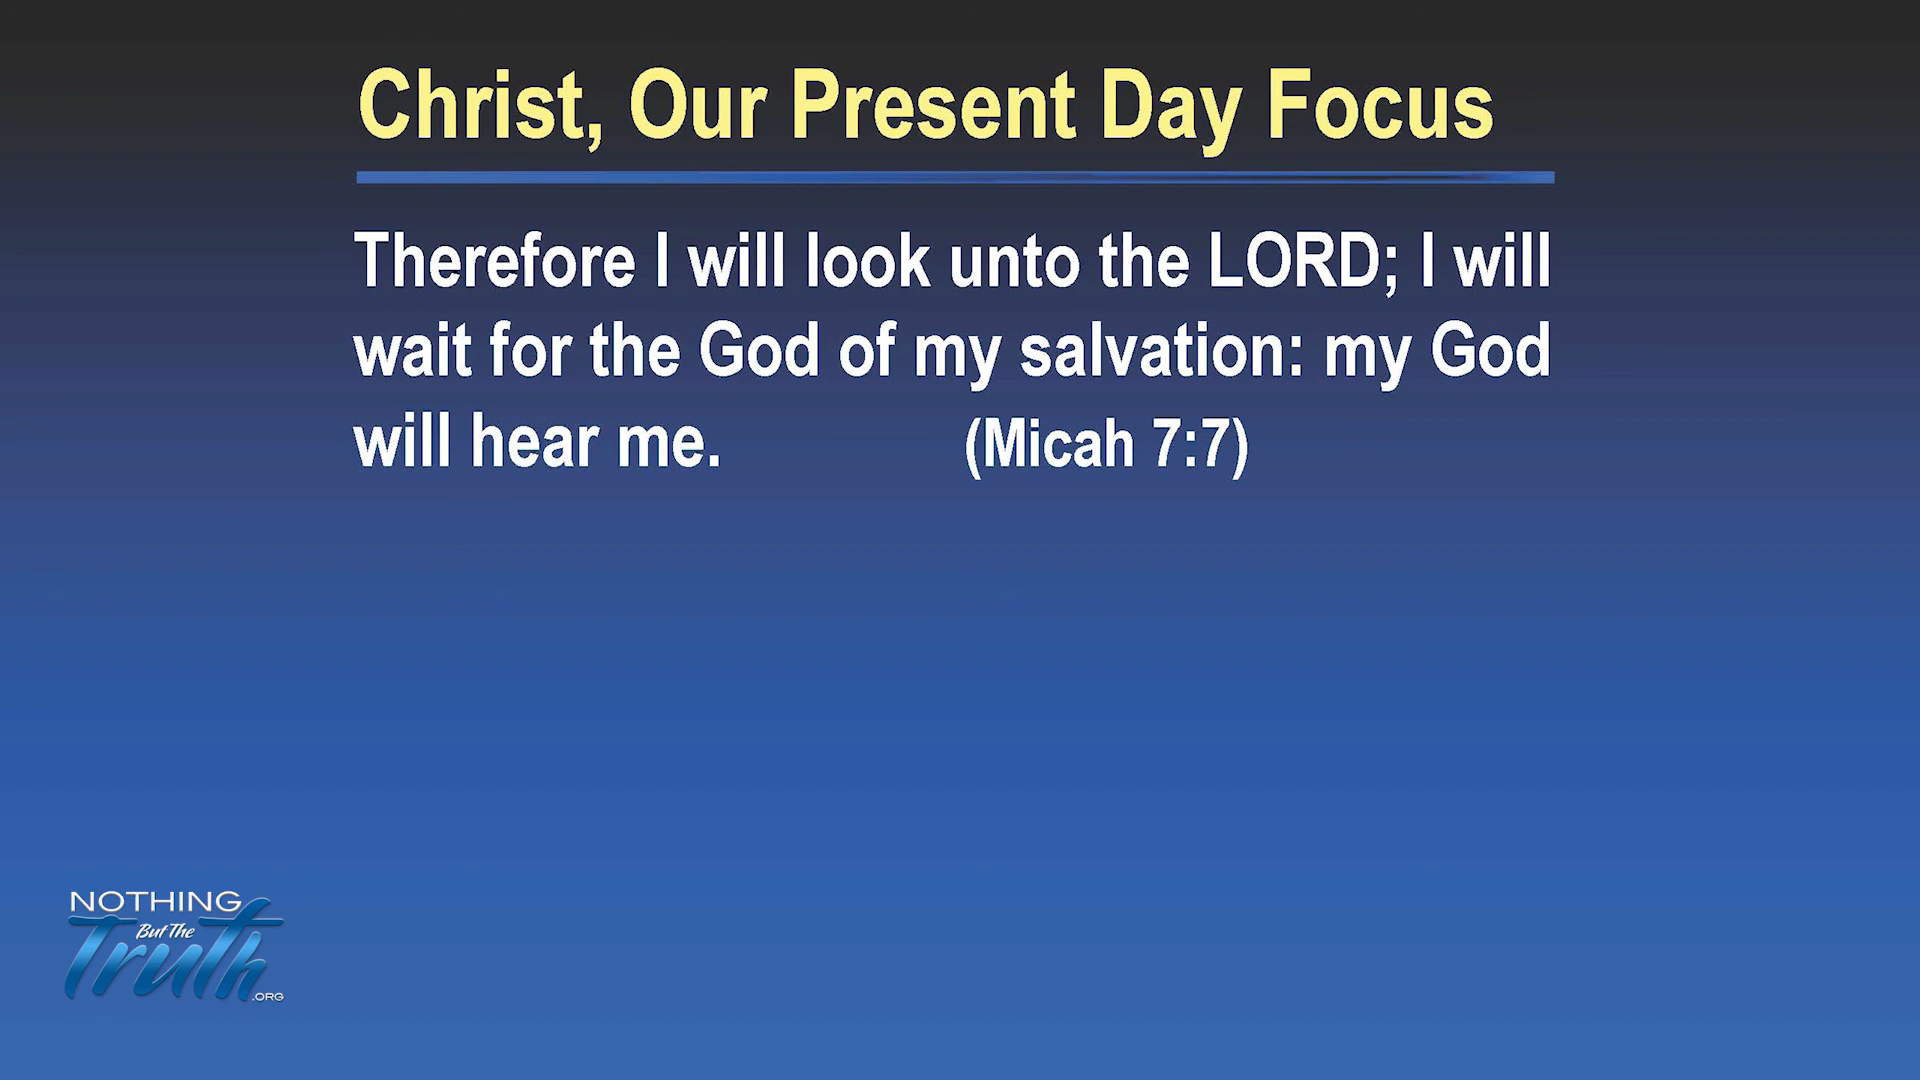 Christ, Our Present Day Focus
Therefore I will look unto the LORD; I will
wait for the God of my salvation: my God
will hear me. (Micah 7:7)
NOTHING
But The
Truth
.ORG